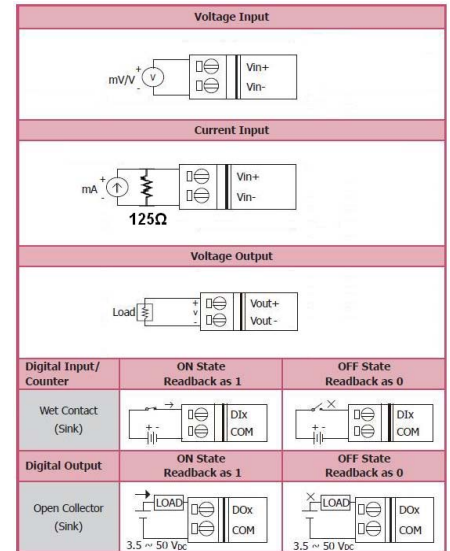 Voltage Input
mV/V
+
V
-
Vin+
Vin-
Current Input
mA
+
-
125Ω
Vin+
Vin-
Voltage Output
Load
+
v
-
Vout+
Vout-
Digital Input/ Counter
ON State Readback as 1
OFF State Readback as 0
Wet Contact (Sink)
+ -
DIx
COM
+ -
DIx
COM
Digital Output
ON State Readback as 1
OFF State Readback as 0
Open Collector (Sink)
LOAD
DOx
COM
3.5 ~ 50 VDC
LOAD
DOx
COM
3.5 ~ 50 VDC